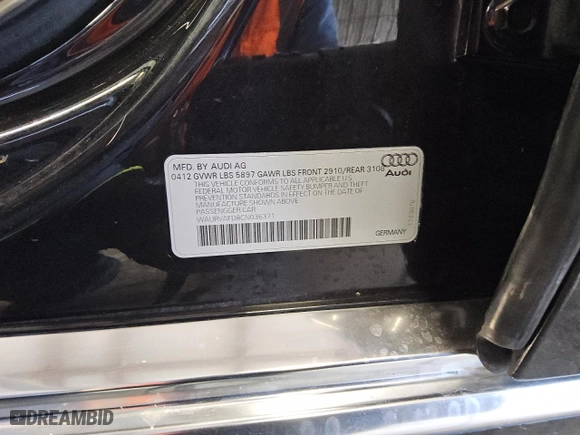 MFD. BY AUDI AG
0412 GVWR LBS 5897 GAWR LBS FRONT 2910/REAR 3108
THIS VEHICLE CONFORMS TO ALL APPLICABLE U.S.
FEDERAL MOTOR VEHICLE SAFETY BUMPER AND THEFT
PREVENTION STANDARDS IN EFFECT ON THE DATE OF
MANUFACTURE SHOWN ABOVE
PASSENGGER CAR
WAURVAFD8CN036371
Audi
GERMANY
DREAMBID